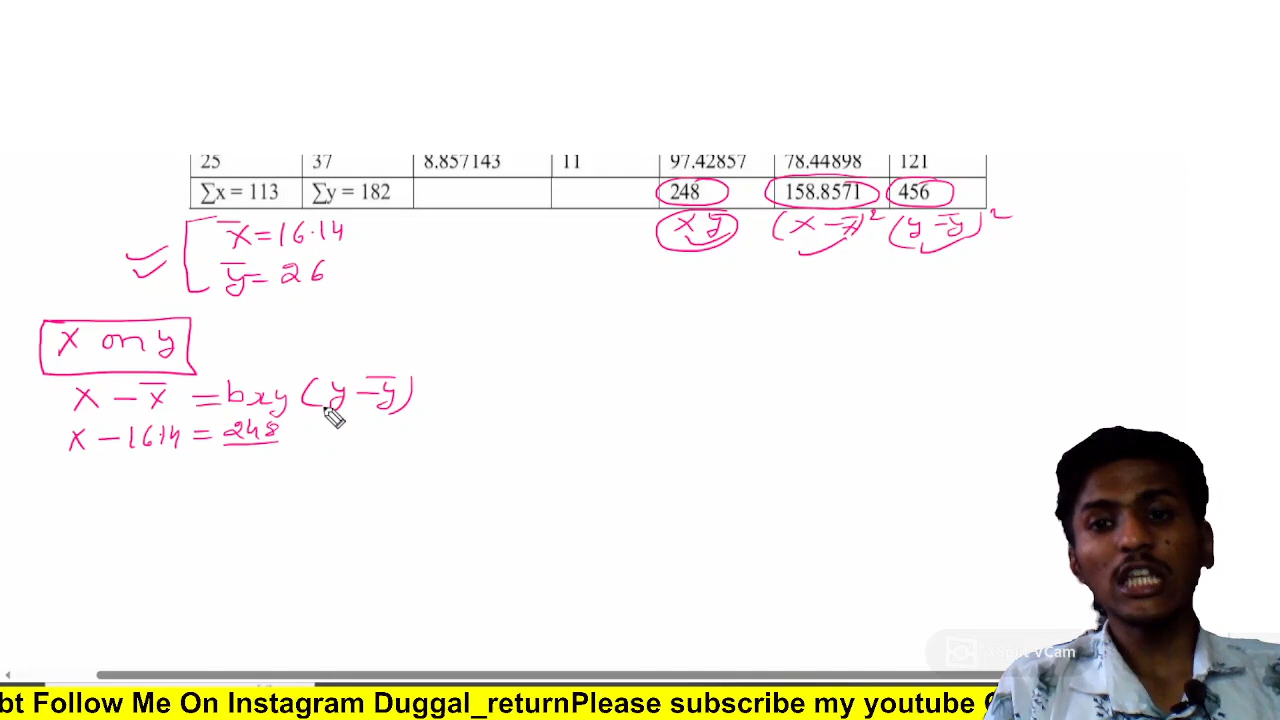 25 37 8.857143 11 97.42857 78.44898 121
∑x = 113 ∑y = 182 248 158.8571 456
x̅ = 16.14 x y (x - x̅)² (y - y̅)²
y̅ = 26
x on y
x - x̅ = bxy (y - y̅)
x - 16.14 = 248
VCam
bt Follow Me On Instagram Duggal_returnPlease subscribe my youtube C